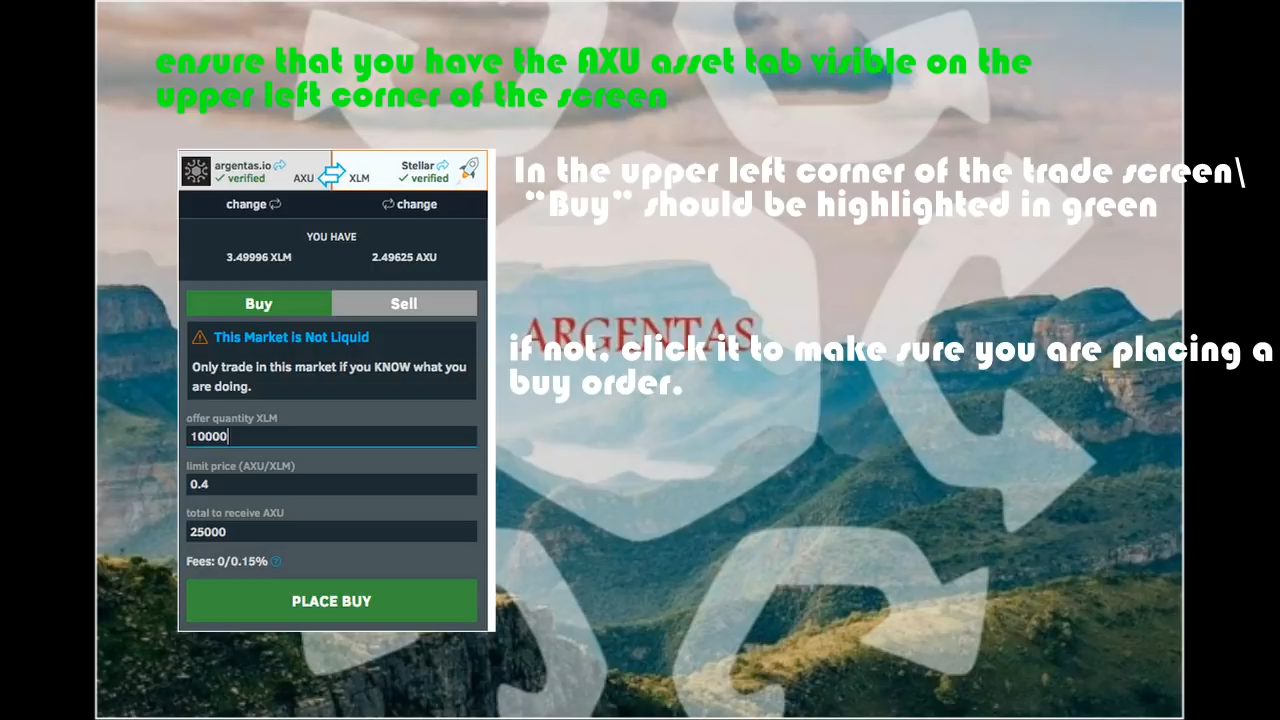 ensure that you have the AXU asset tab visible on the
upper left corner of the screen
argentas.io
verified
AXU
XLM
Stellar
verified
change
change
YOU HAVE
3.49996 XLM
2.49625 AXU
Buy
Sell
This Market is Not Liquid
Only trade in this market if you KNOW what you
are doing.
offer quantity XLM
10000
limit price (AXU/XLM)
0.4
total to receive AXU
25000
Fees: 0/0.15% ?
PLACE BUY
In the upper left corner of the trade screen\
"Buy" should be highlighted in green
ARGENTAS
if not, click it to make sure you are placing a
buy order.